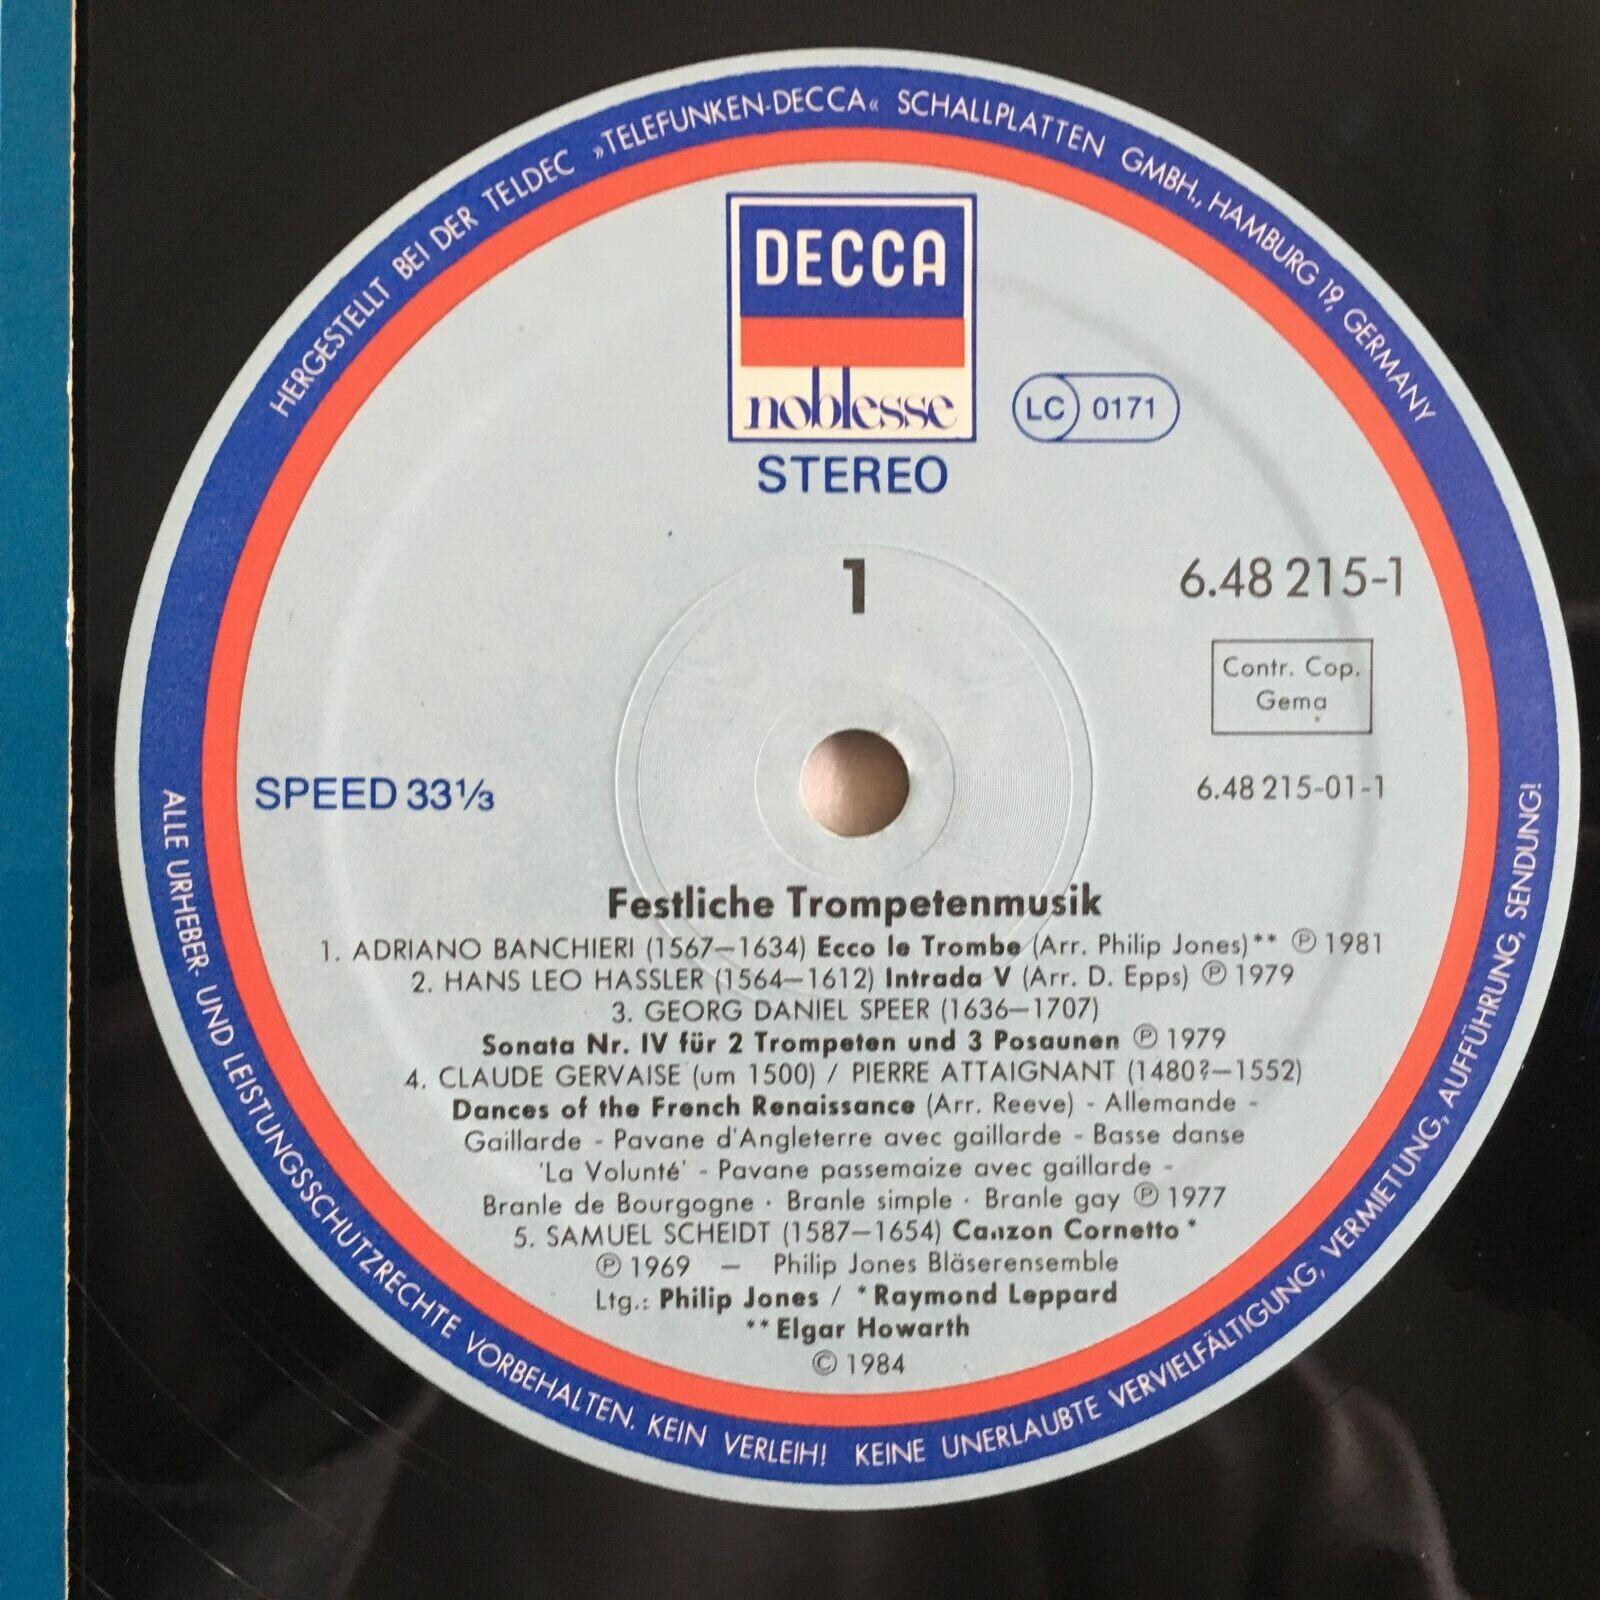 HERGESTELLT BEI DER TELDEC »TELEFUNKEN-DECCA« SCHALLPLATTEN GMBH., HAMBURG 19, GERMANY
DECCA
noblesse
LC 0171
STEREO
1
6.48 215-1
Contr. Cop.
Gema
SPEED 33⅓
6.48 215-01-1
Festliche Trompetenmusik
1. ADRIANO BANCHIERI (1567–1634) Ecco le Trombe (Arr. Philip Jones)** ℗ 1981
2. HANS LEO HASSLER (1564–1612) Intrada V (Arr. D. Epps) ℗ 1979
3. GEORG DANIEL SPEER (1636–1707)
Sonata Nr. IV für 2 Trompeten und 3 Posaunen ℗ 1979
4. CLAUDE GERVAISE (um 1500) / PIERRE ATTAIGNANT (1480?–1552)
Dances of the French Renaissance (Arr. Reeve) - Allemande -
Gaillarde - Pavane d'Angleterre avec gaillarde - Basse danse
'La Volunté' - Pavane passemaize avec gaillarde -
Branle de Bourgogne · Branle simple · Branle gay ℗ 1977
5. SAMUEL SCHEIDT (1587–1654) Canzon Cornetto *
℗ 1969 – Philip Jones Bläserensemble
Ltg.: Philip Jones / *Raymond Leppard
**Elgar Howarth
© 1984
ALLE URHEBER- UND LEISTUNGSSCHUTZRECHTE VORBEHALTEN. KEIN VERLEIH! KEINE UNERLAUBTE VERVIELFÄLTIGUNG, VERMIETUNG, AUFFÜHRUNG, SENDUNG!